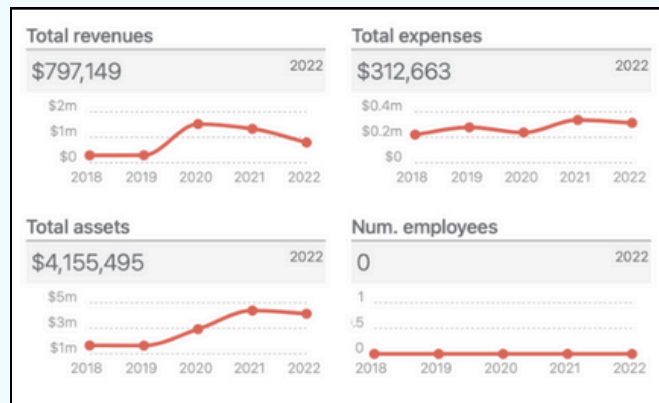 Total revenues
$797,149 2022
$2m
$1m
$0
2018 2019 2020 2021 2022
Total expenses
$312,663 2022
$0.4m
$0.2m
$0
2018 2019 2020 2021 2022
Total assets
$4,155,495 2022
$5m
$3m
$1m
2018 2019 2020 2021 2022
Num. employees
0 2022
1
.5
0
2018 2019 2020 2021 2022